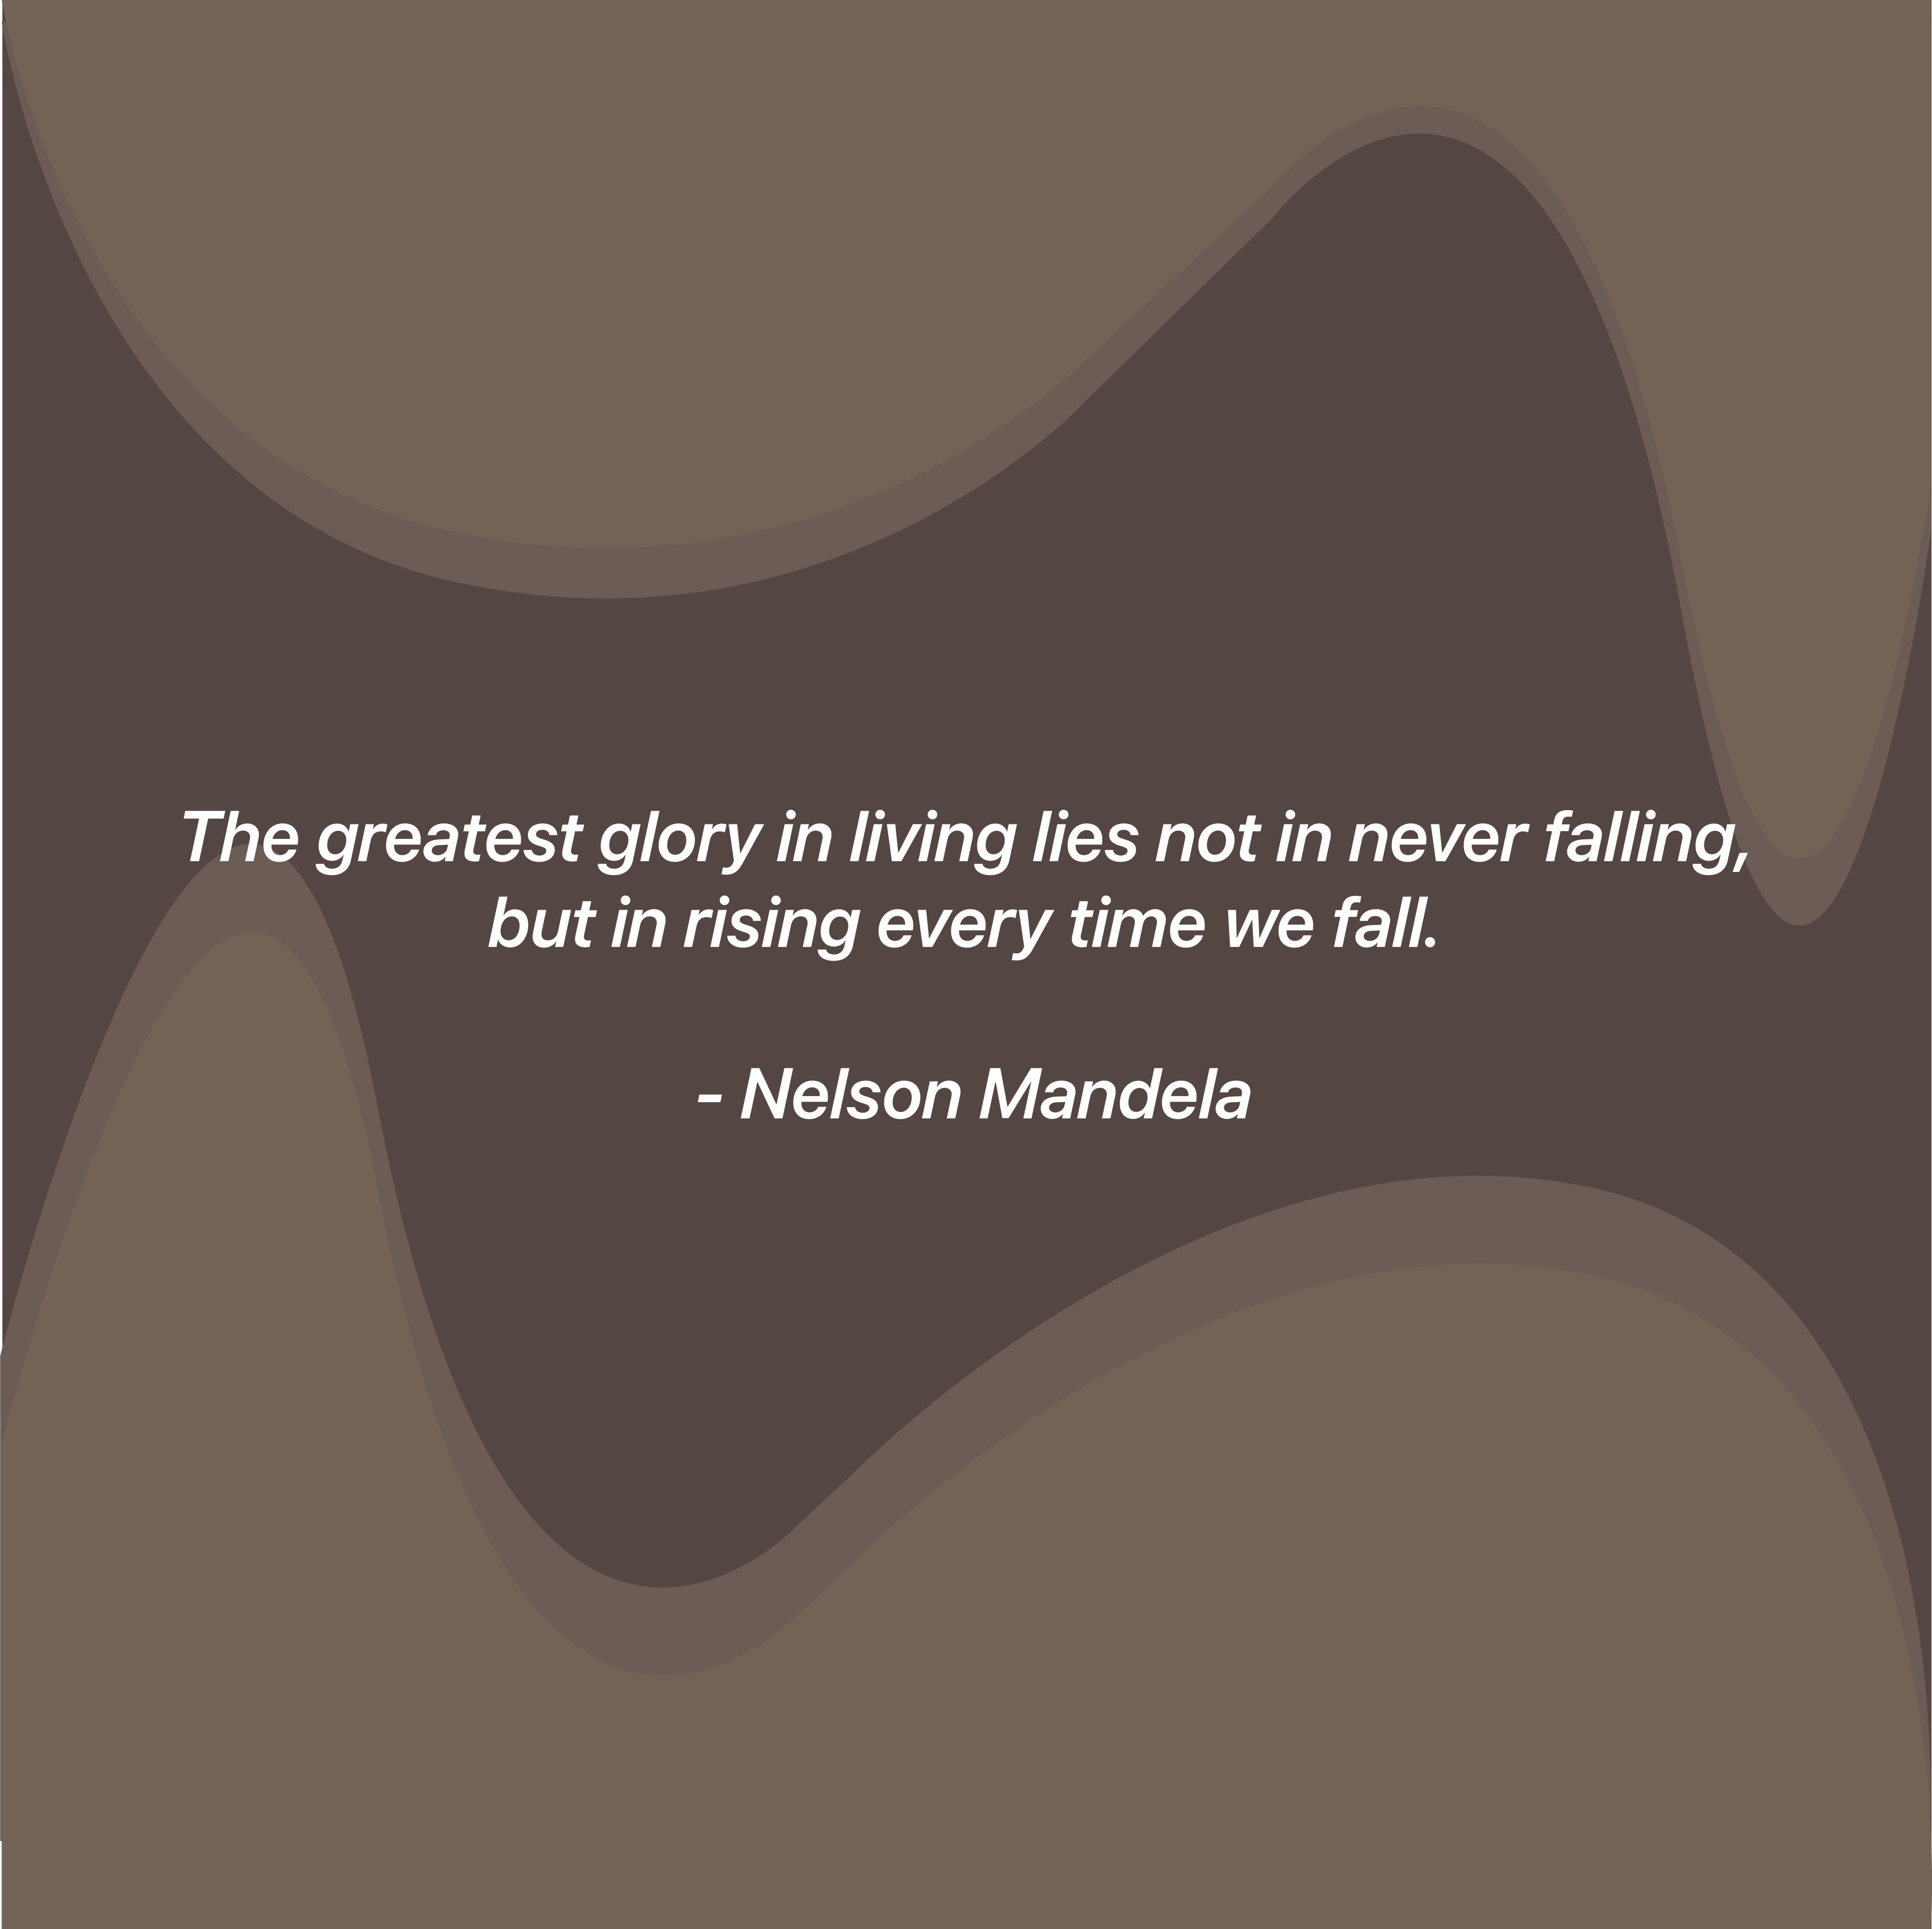 The greatest glory in living lies not in never falling,
but in rising every time we fall.
- Nelson Mandela